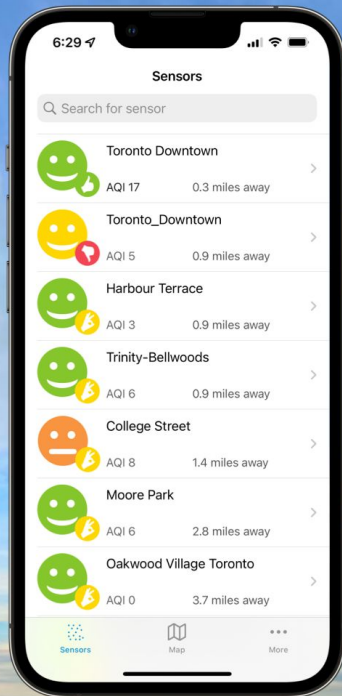 6:29
Sensors
Search for sensor
Toronto Downtown
AQI 17 0.3 miles away
Toronto_Downtown
AQI 5 0.9 miles away
Harbour Terrace
AQI 3 0.9 miles away
Trinity-Bellwoods
AQI 6 0.9 miles away
College Street
AQI 8 1.4 miles away
Moore Park
AQI 6 2.8 miles away
Oakwood Village Toronto
AQI 0 3.7 miles away
Sensors Map More